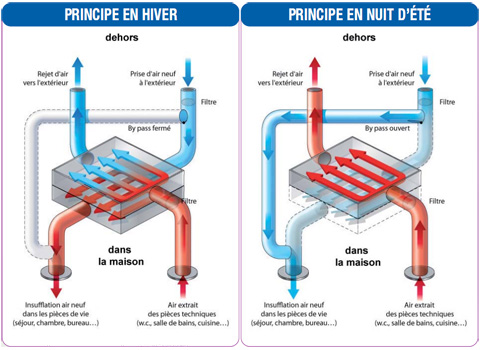 PRINCIPE EN HIVER
dehors
Rejet d'air
vers l'extérieur
Prise d'air neuf
à l'extérieur
Filtre
By pass fermé
Filtre
dans
la maison
Insufflation air neuf
dans les pièces de vie
(séjour, chambre, bureau…)
Air extrait
des pièces techniques
(w.c., salle de bains, cuisine…)
PRINCIPE EN NUIT D'ÉTÉ
dehors
Rejet d'air
vers l'extérieur
Prise d'air neuf
à l'extérieur
Filtre
By pass ouvert
Filtre
dans
la maison
Insufflation air neuf
dans les pièces de vie
(séjour, chambre, bureau…)
Air extrait
des pièces techniques
(w.c., salle de bains, cuisine…)